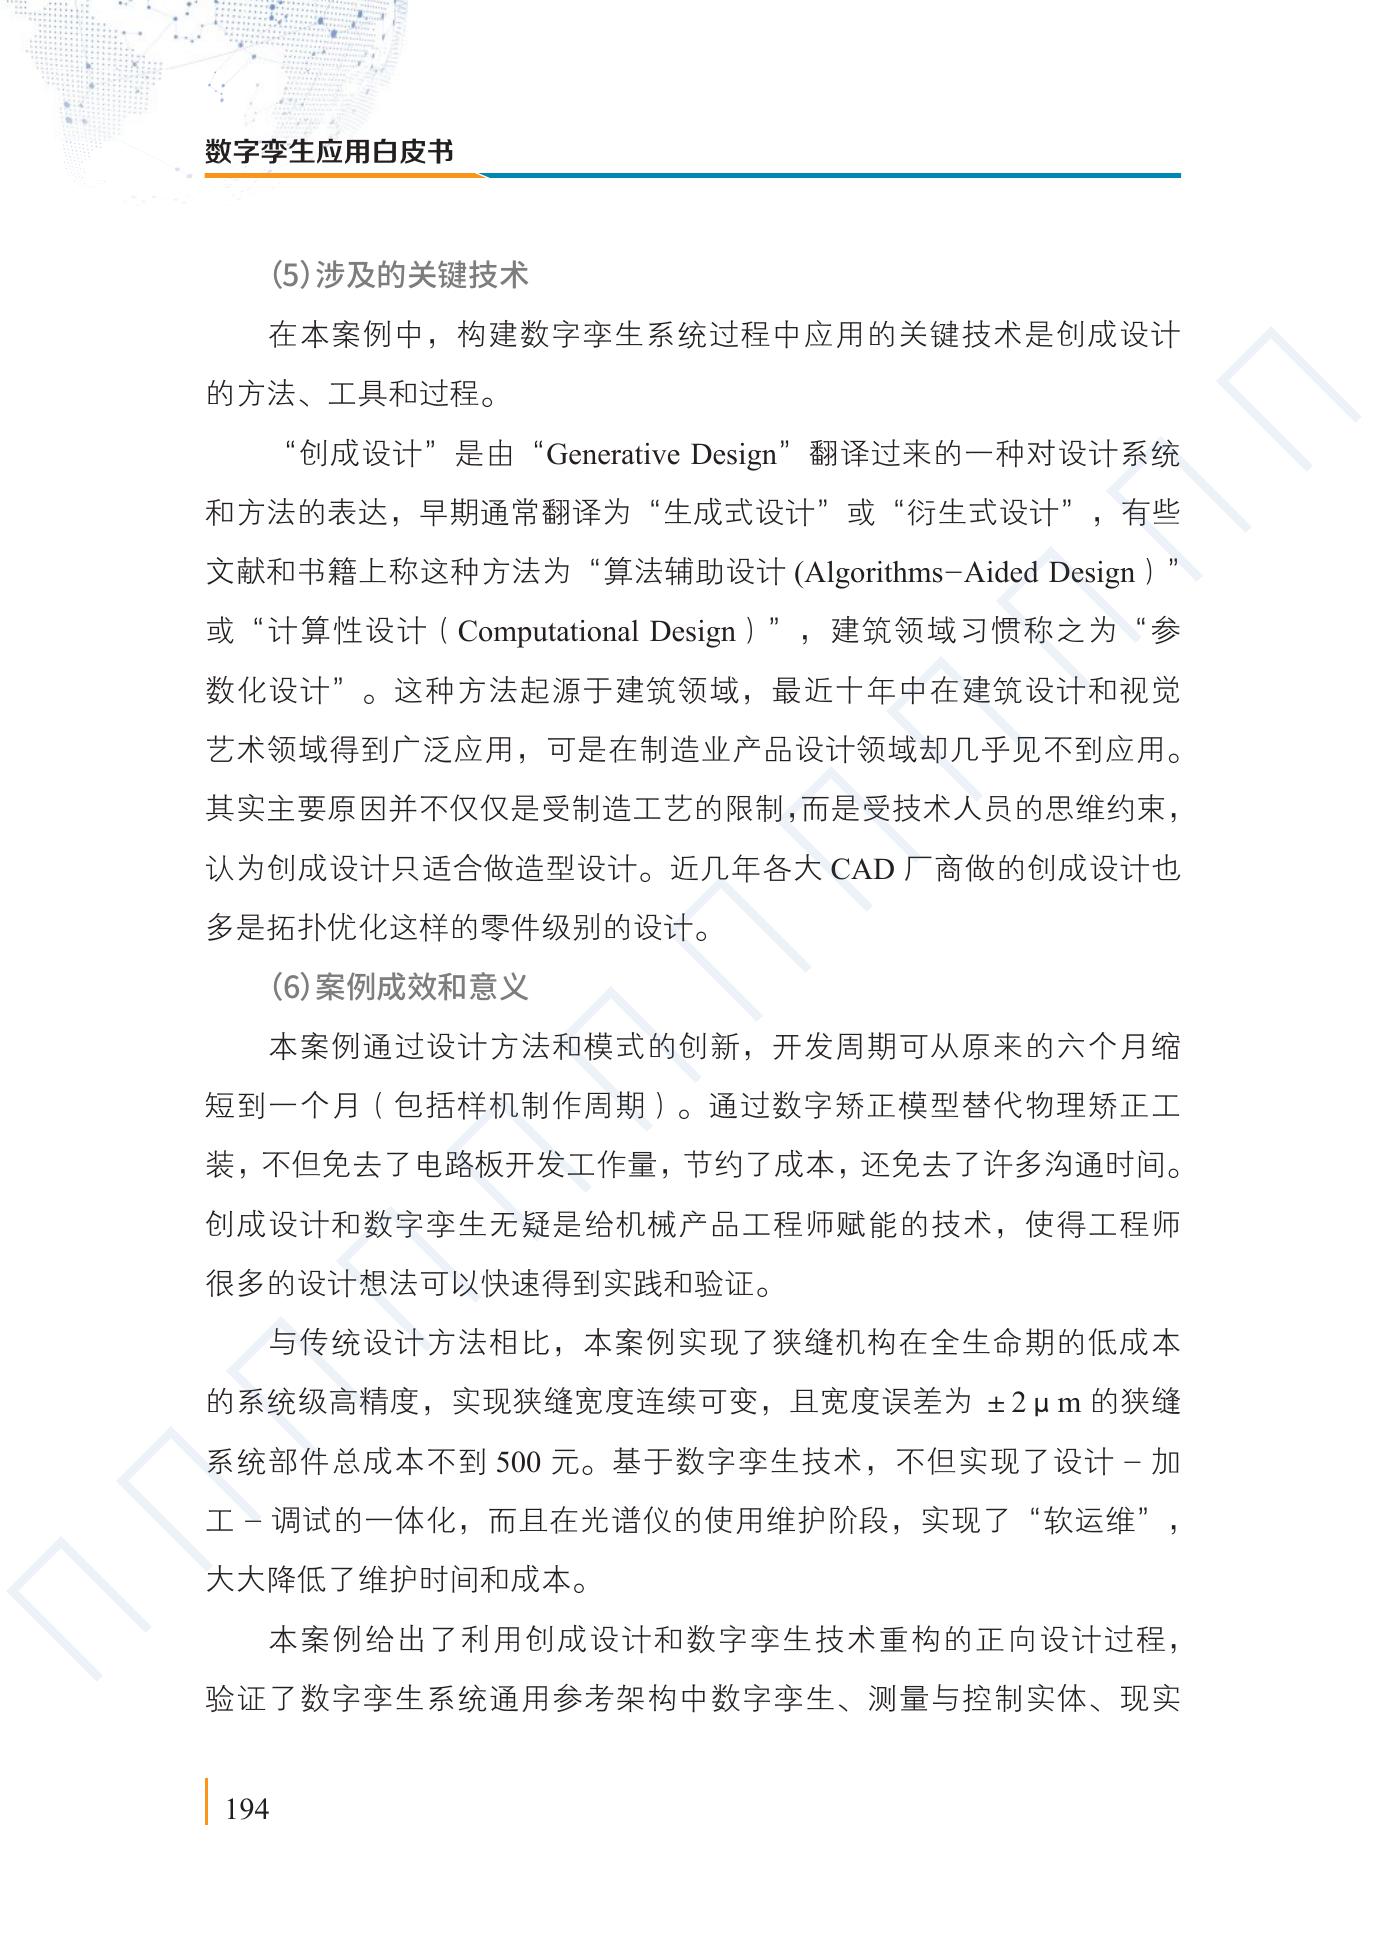 数字孪生应用白皮书
（5）涉及的关键技术
在本案例中，构建数字孪生系统过程中应用的关键技术是创成设计
的方法、工具和过程。
“创成设计”是由“Generative Design”翻译过来的一种对设计系统
和方法的表达，早期通常翻译为“生成式设计”或“衍生式设计”，有些
文献和书籍上称这种方法为“算法辅助设计 (Algorithms-Aided Design）”
或“计算性设计（Computational Design）”，建筑领域习惯称之为“参
数化设计”。这种方法起源于建筑领域，最近十年中在建筑设计和视觉
艺术领域得到广泛应用，可是在制造业产品设计领域却几乎见不到应用。
其实主要原因并不仅仅是受制造工艺的限制，而是受技术人员的思维约束，
认为创成设计只适合做造型设计。近几年各大 CAD 厂商做的创成设计也
多是拓扑优化这样的零件级别的设计。
（6）案例成效和意义
本案例通过设计方法和模式的创新，开发周期可从原来的六个月缩
短到一个月（包括样机制作周期）。通过数字矫正模型替代物理矫正工
装，不但免去了电路板开发工作量，节约了成本，还免去了许多沟通时间。
创成设计和数字孪生无疑是给机械产品工程师赋能的技术，使得工程师
很多的设计想法可以快速得到实践和验证。
与传统设计方法相比，本案例实现了狭缝机构在全生命期的低成本
的系统级高精度，实现狭缝宽度连续可变，且宽度误差为 ±2μm 的狭缝
系统部件总成本不到 500 元。基于数字孪生技术，不但实现了设计 – 加
工 – 调试的一体化，而且在光谱仪的使用维护阶段，实现了“软运维”，
大大降低了维护时间和成本。
本案例给出了利用创成设计和数字孪生技术重构的正向设计过程，
验证了数字孪生系统通用参考架构中数字孪生、测量与控制实体、现实
194